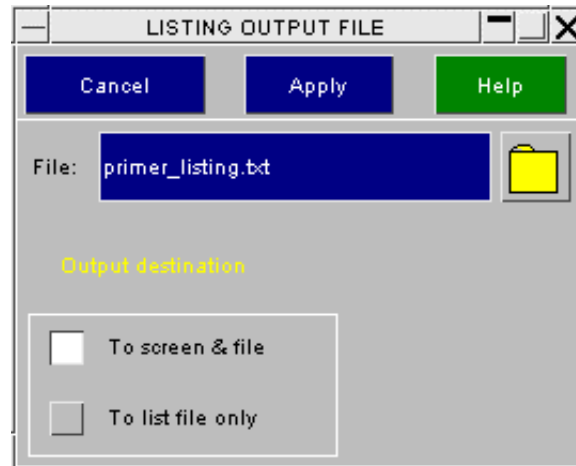 LISTING OUTPUT FILE
Cancel Apply Help
File: primer_listing.txt
Output destination
To screen & file
To list file only